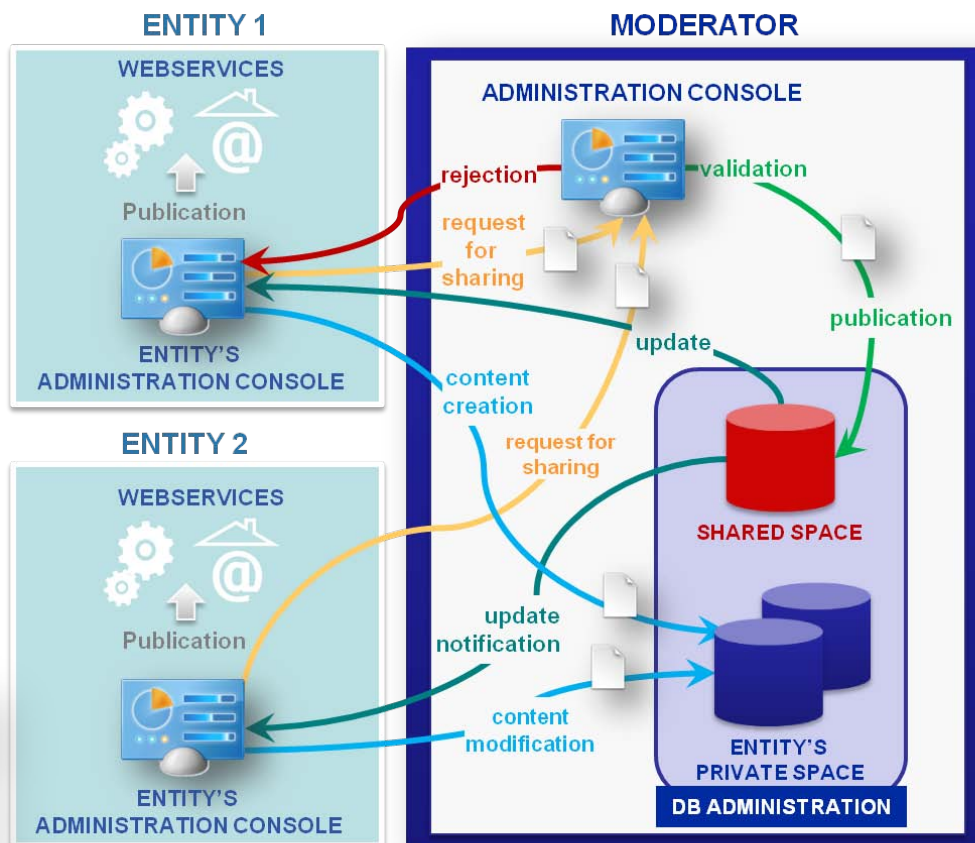 ENTITY 1
WEBSERVICES
@
Publication
ENTITY'S
ADMINISTRATION CONSOLE
ENTITY 2
WEBSERVICES
@
Publication
ENTITY'S
ADMINISTRATION CONSOLE
MODERATOR
ADMINISTRATION CONSOLE
rejection
validation
request
for
sharing
publication
update
content
creation
request for
sharing
SHARED SPACE
update
notification
content
modification
ENTITY'S
PRIVATE SPACE
DB ADMINISTRATION